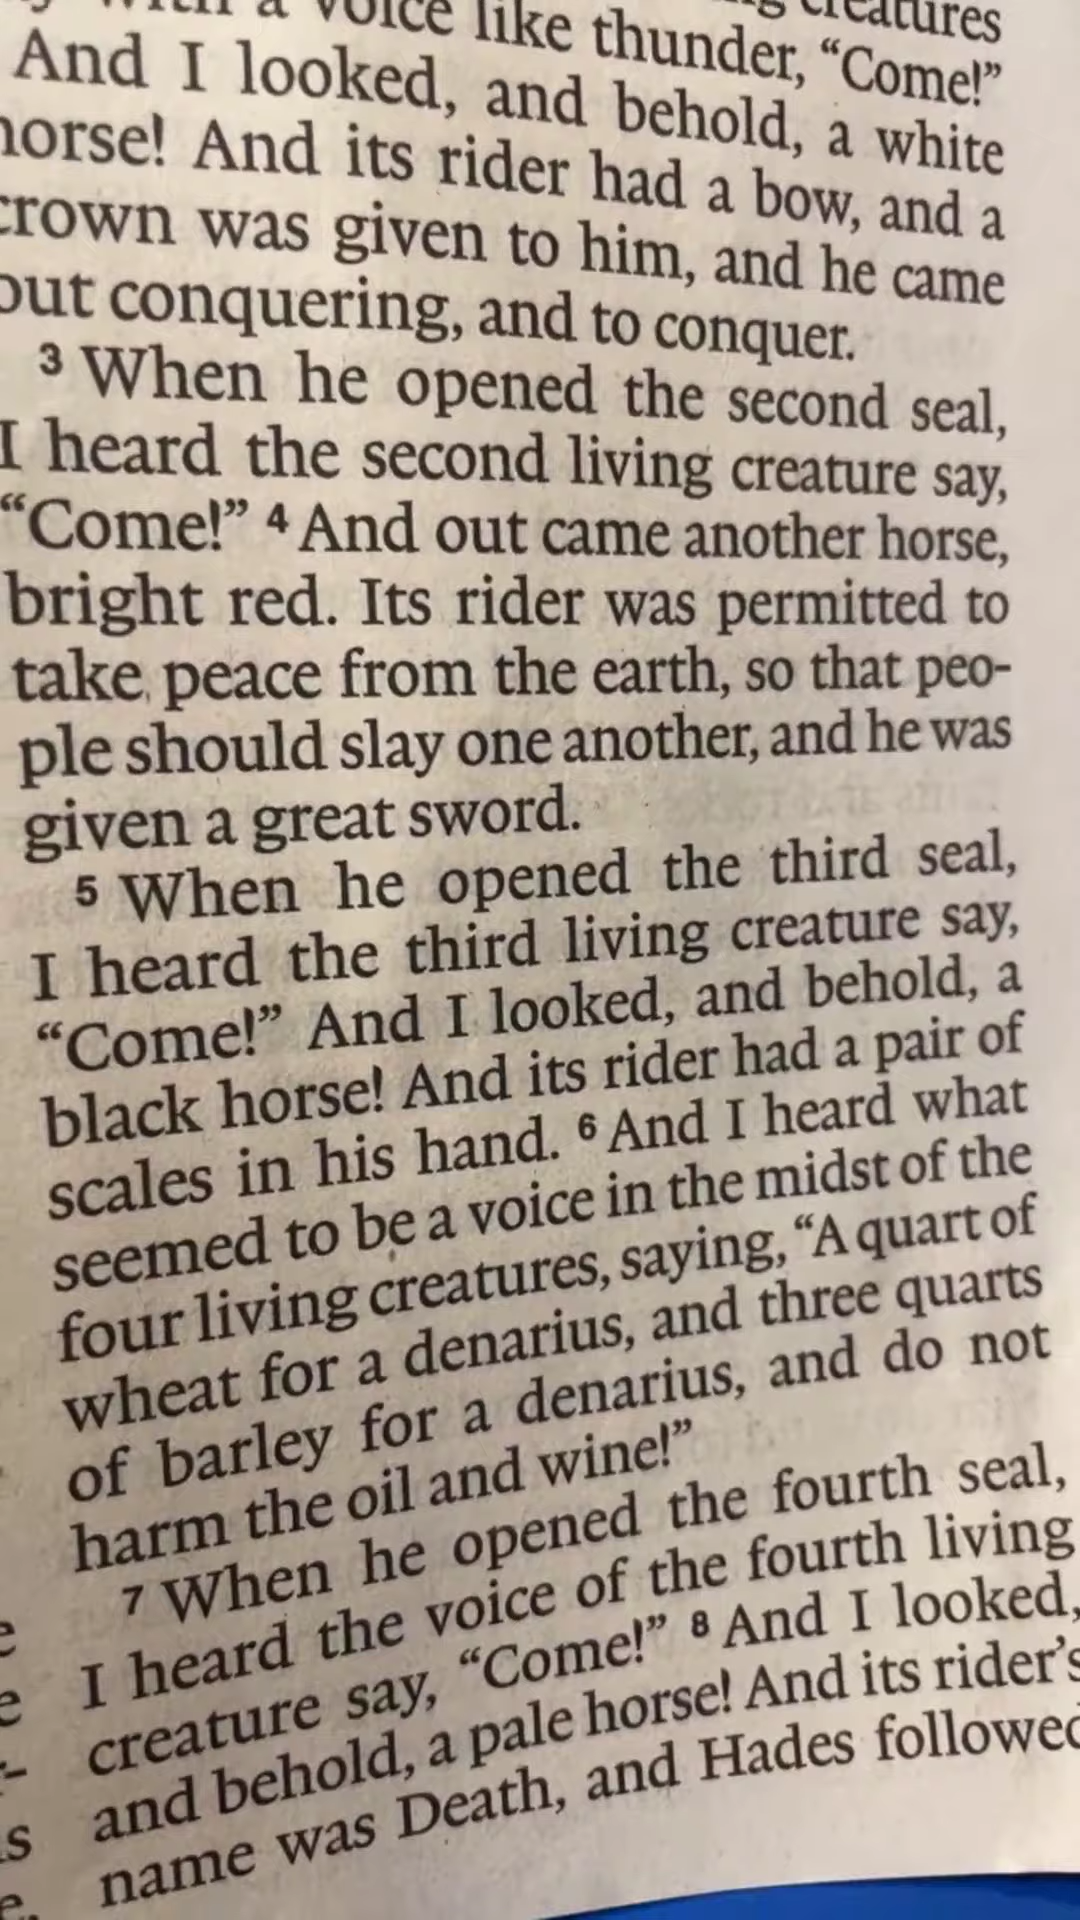 with a voice like thunder, “Come!”
And I looked, and behold, a white
horse! And its rider had a bow, and a
crown was given to him, and he came
out conquering, and to conquer.
3 When he opened the second seal,
I heard the second living creature say,
“Come!” 4 And out came another horse,
bright red. Its rider was permitted to
take peace from the earth, so that peo-
ple should slay one another, and he was
given a great sword.
5 When he opened the third seal,
I heard the third living creature say,
“Come!” And I looked, and behold, a
black horse! And its rider had a pair of
scales in his hand. 6 And I heard what
seemed to be a voice in the midst of the
four living creatures, saying, “A quart of
wheat for a denarius, and three quarts
of barley for a denarius, and do not
harm the oil and wine!”
7 When he opened the fourth seal,
I heard the voice of the fourth living
creature say, “Come!” 8 And I looked,
and behold, a pale horse! And its rider's
name was Death, and Hades followed